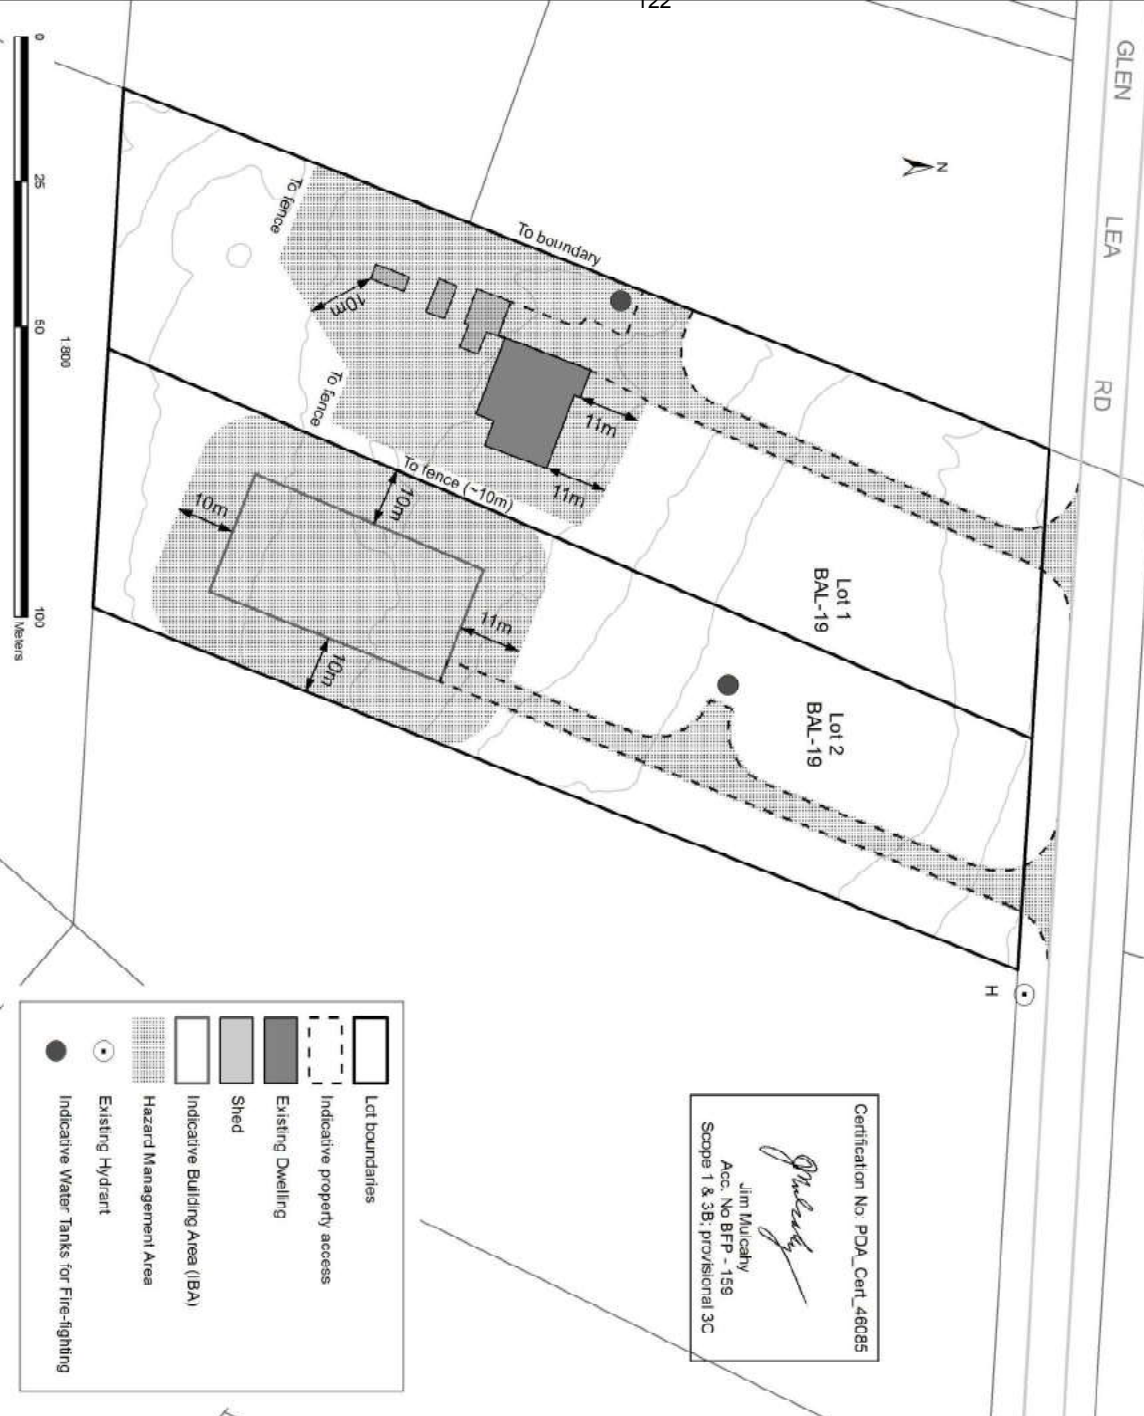 122
GLEN LEA RD
N
To boundary
To fence
To fence
To fence (~10m)
10m
11m
11m
10m
10m
11m
10m
Lot 1
BAL-19
Lot 2
BAL-19
H
0
25
50
100
Meters
1:800
Certification No: PDA_Cert_46085
Jim Mulcahy
Acc. No BFP - 159
Scope 1 & 3B; provisional 3C
Lot boundaries
Indicative property access
Existing Dwelling
Shed
Indicative Building Area (IBA)
Hazard Management Area
Existing Hydrant
Indicative Water Tanks for Fire-fighting